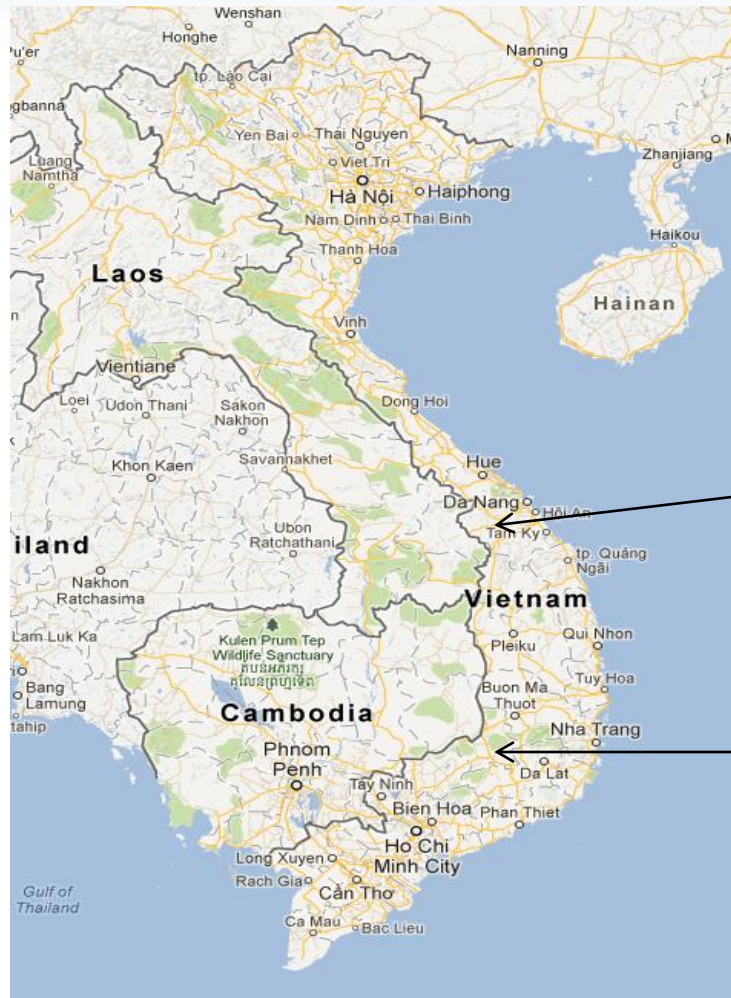 Wenshan
Honghe
Nanning
Pu'er
tp. Lào Cai
gbanna
Yen Bai
Thai Nguyen
Zhanjiang
Luang
Namtha
Viet Tri
Hà Nội
Haiphong
Nam Dinh
Thai Binh
Haikou
Thanh Hoa
Laos
Hainan
Vinh
Vientiane
Loei
Udon Thani
Sakon
Nakhon
Dong Hoi
Khon Kaen
Savannakhet
Hue
Da Nang
Hội An
Tam Ky
Ubon
Ratchathani
iland
tp. Quảng
Ngãi
Nakhon
Ratchasima
Vietnam
Lam Luk Ka
Kulen Prum Tep
Wildlife Sanctuary
Qui Nhon
Pleiku
Bang
Lamung
Buon Ma
Thuot
Tuy Hoa
ttahip
Cambodia
Nha Trang
Phnom
Penh
Da Lat
Tây Ninh
Bien Hoa
Phan Thiet
Ho Chi
Minh City
Long Xuyen
Rach Gia
Cần Thơ
Gulf of
Thailand
Ca Mau
Bac Lieu